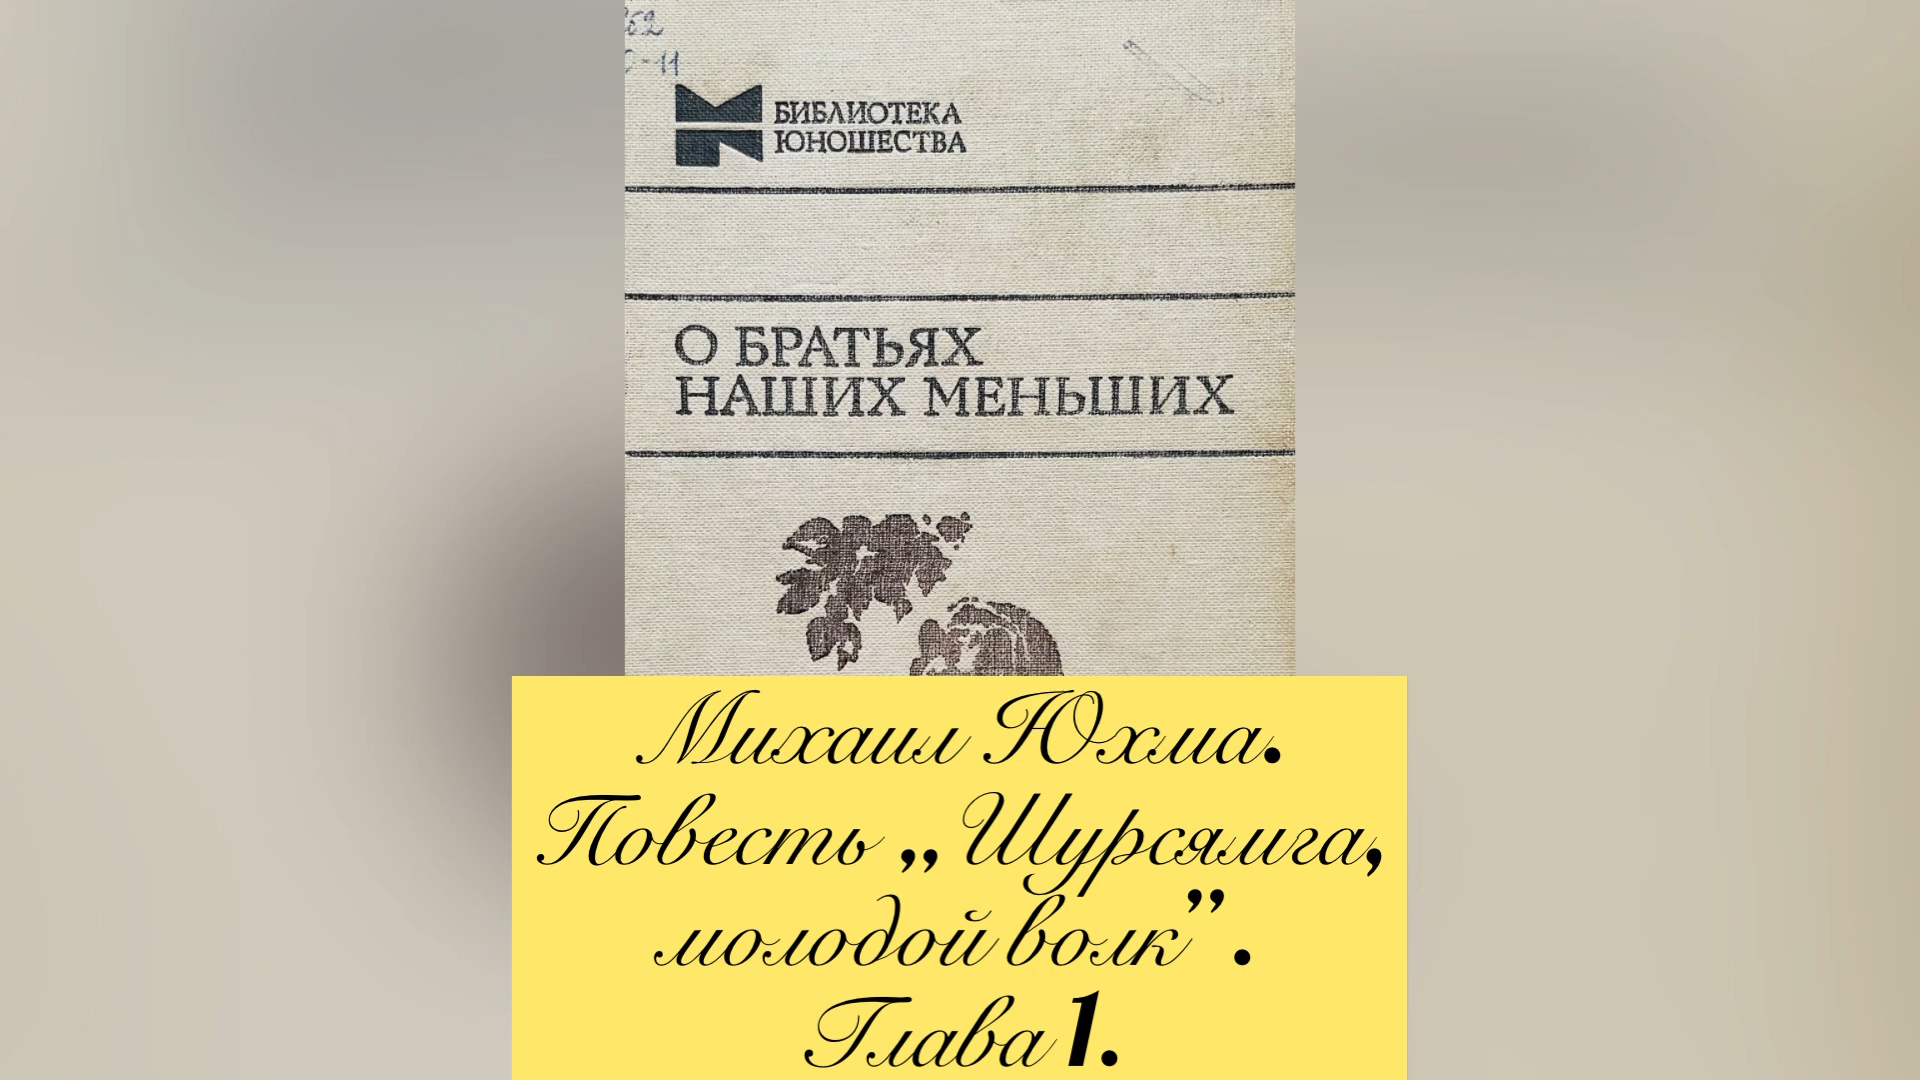 БИБЛИОТЕКА
ЮНОШЕСТВА
О БРАТЬЯХ
НАШИХ МЕНЬШИХ
Михаил Юхма.
Повесть „ Шурсямга,
молодой волк” .
Глава 1.